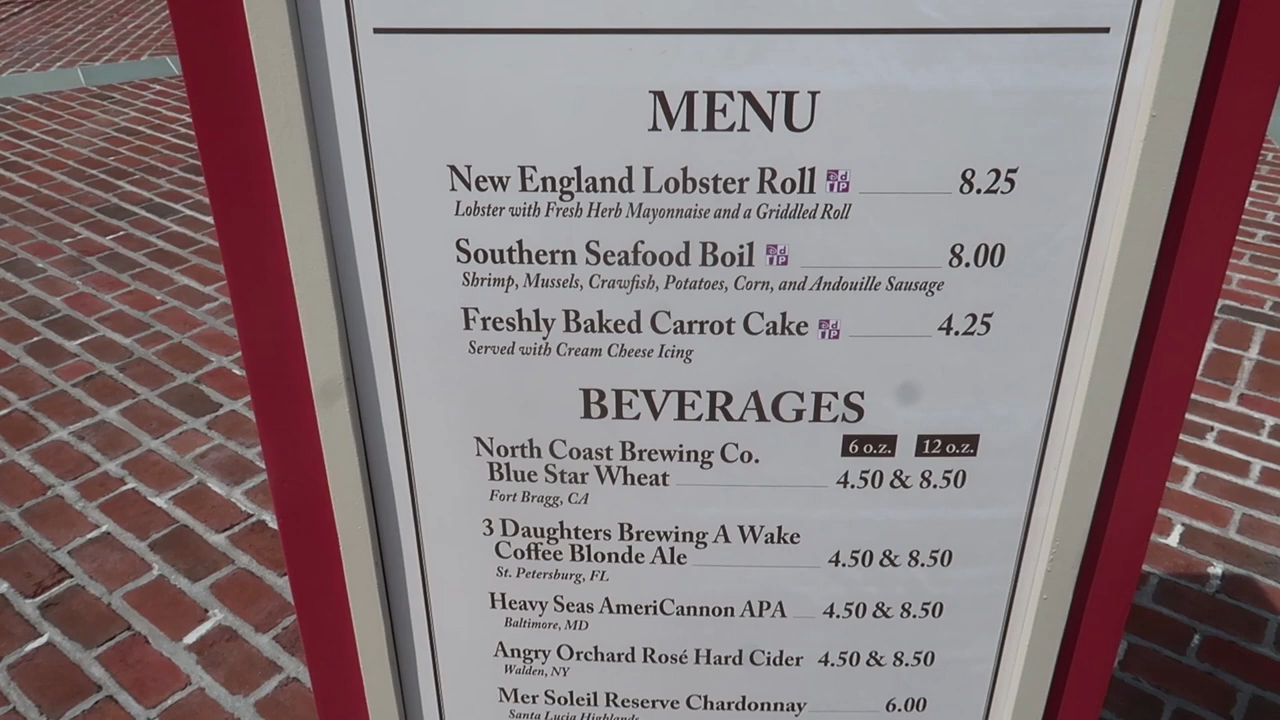 MENU
New England Lobster Roll 8.25
Lobster with Fresh Herb Mayonnaise and a Griddled Roll
Southern Seafood Boil 8.00
Shrimp, Mussels, Crawfish, Potatoes, Corn, and Andouille Sausage
Freshly Baked Carrot Cake 4.25
Served with Cream Cheese Icing
BEVERAGES
North Coast Brewing Co. 6 o.z. 12 o.z.
Blue Star Wheat 4.50 & 8.50
Fort Bragg, CA
3 Daughters Brewing A Wake
Coffee Blonde Ale 4.50 & 8.50
St. Petersburg, FL
Heavy Seas AmeriCannon APA 4.50 & 8.50
Baltimore, MD
Angry Orchard Rosé Hard Cider 4.50 & 8.50
Walden, NY
Mer Soleil Reserve Chardonnay 6.00
Santa Lucia Highlands